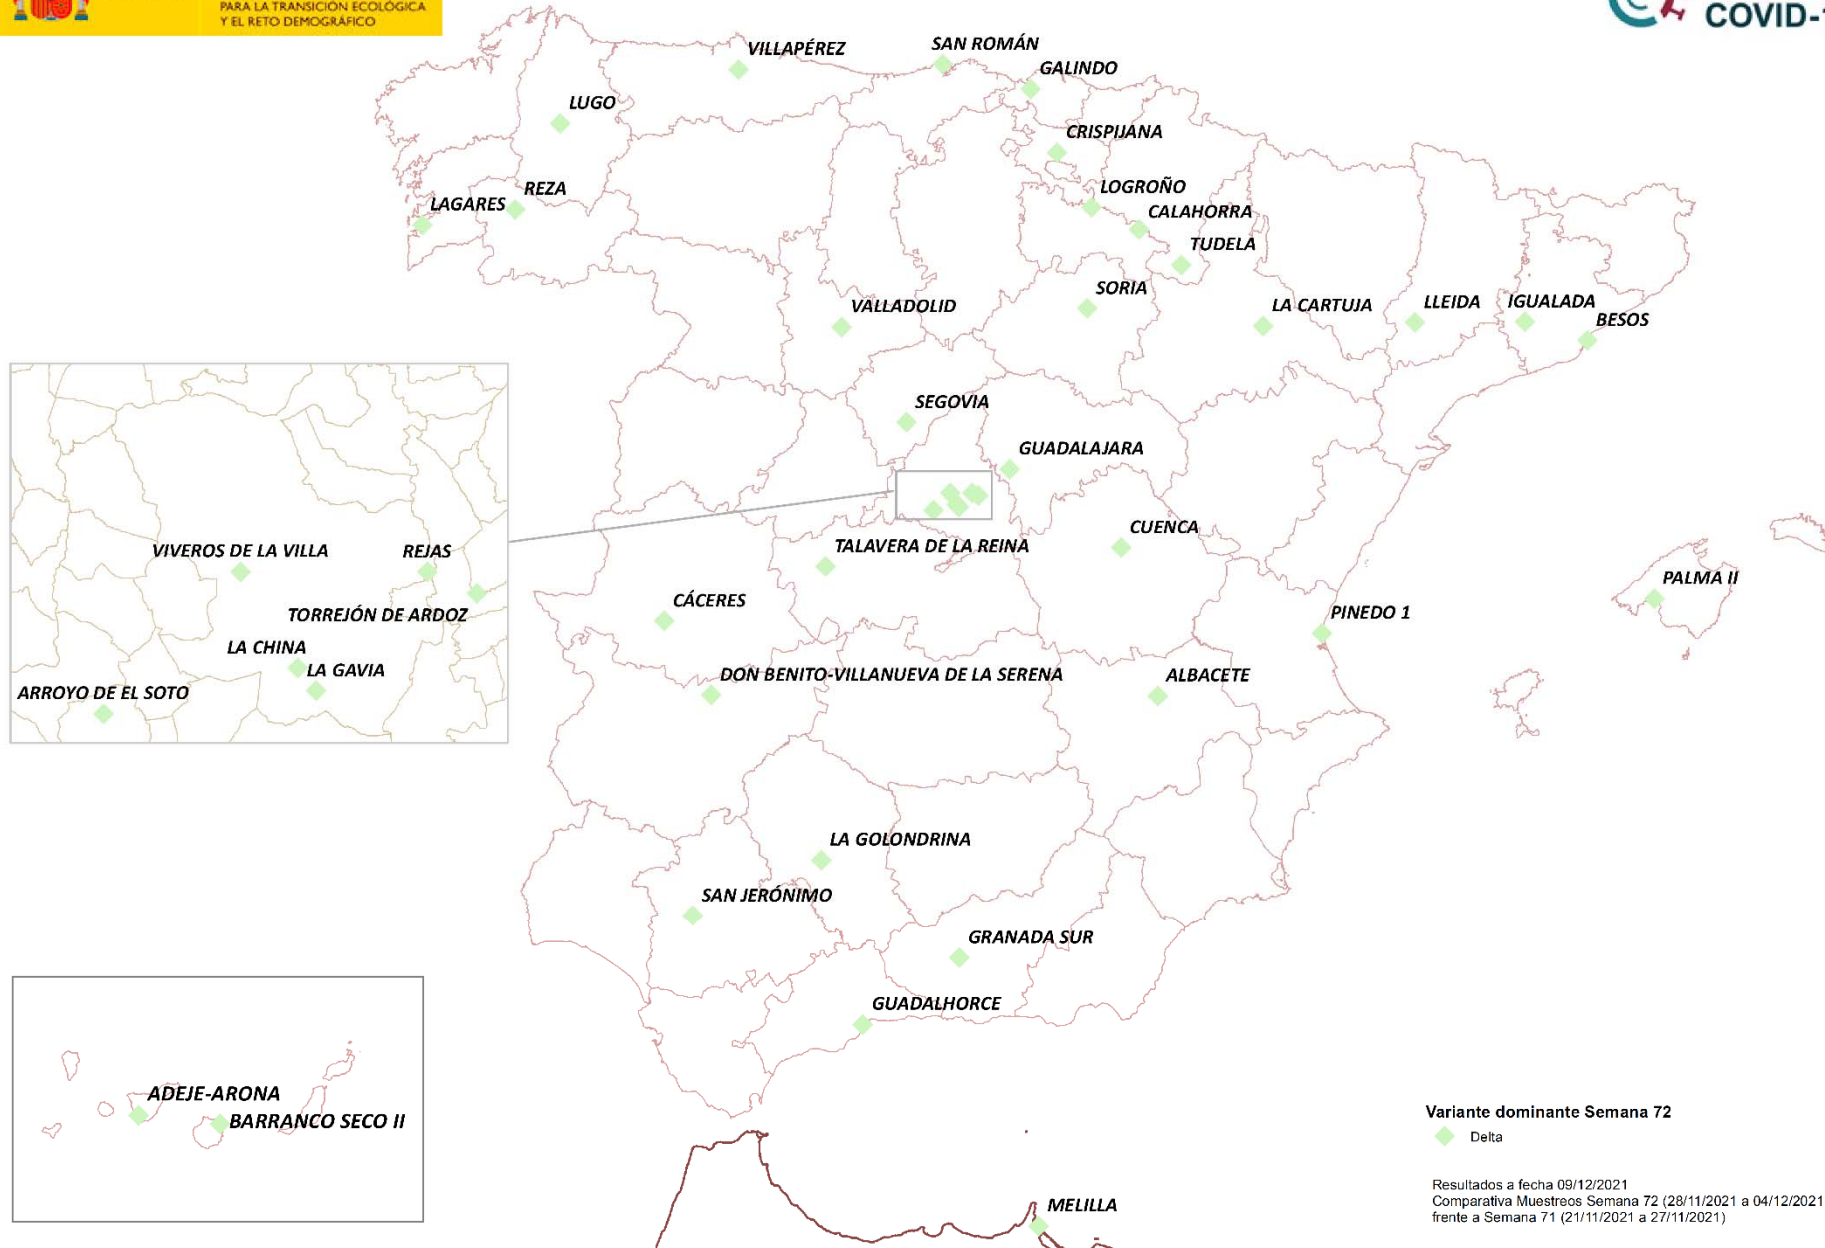 PARA LA TRANSICIÓN ECOLÓGICA
Y EL RETO DEMOGRÁFICO
COVID-1
VILLAPÉREZ
SAN ROMÁN
GALINDO
LUGO
CRISPIJANA
REZA
LAGARES
LOGROÑO
CALAHORRA
TUDELA
SORIA
VALLADOLID
LA CARTUJA
LLEIDA
IGUALADA
BESOS
SEGOVIA
GUADALAJARA
CUENCA
TALAVERA DE LA REINA
VIVEROS DE LA VILLA
REJAS
TORREJÓN DE ARDOZ
LA CHINA
LA GAVIA
ARROYO DE EL SOTO
CÁCERES
PALMA II
PINEDO 1
DON BENITO-VILLANUEVA DE LA SERENA
ALBACETE
LA GOLONDRINA
SAN JERÓNIMO
GRANADA SUR
GUADALHORCE
ADEJE-ARONA
BARRANCO SECO II
MELILLA
Variante dominante Semana 72
Delta
Resultados a fecha 09/12/2021
Comparativa Muestreos Semana 72 (28/11/2021 a 04/12/2021
frente a Semana 71 (21/11/2021 a 27/11/2021)